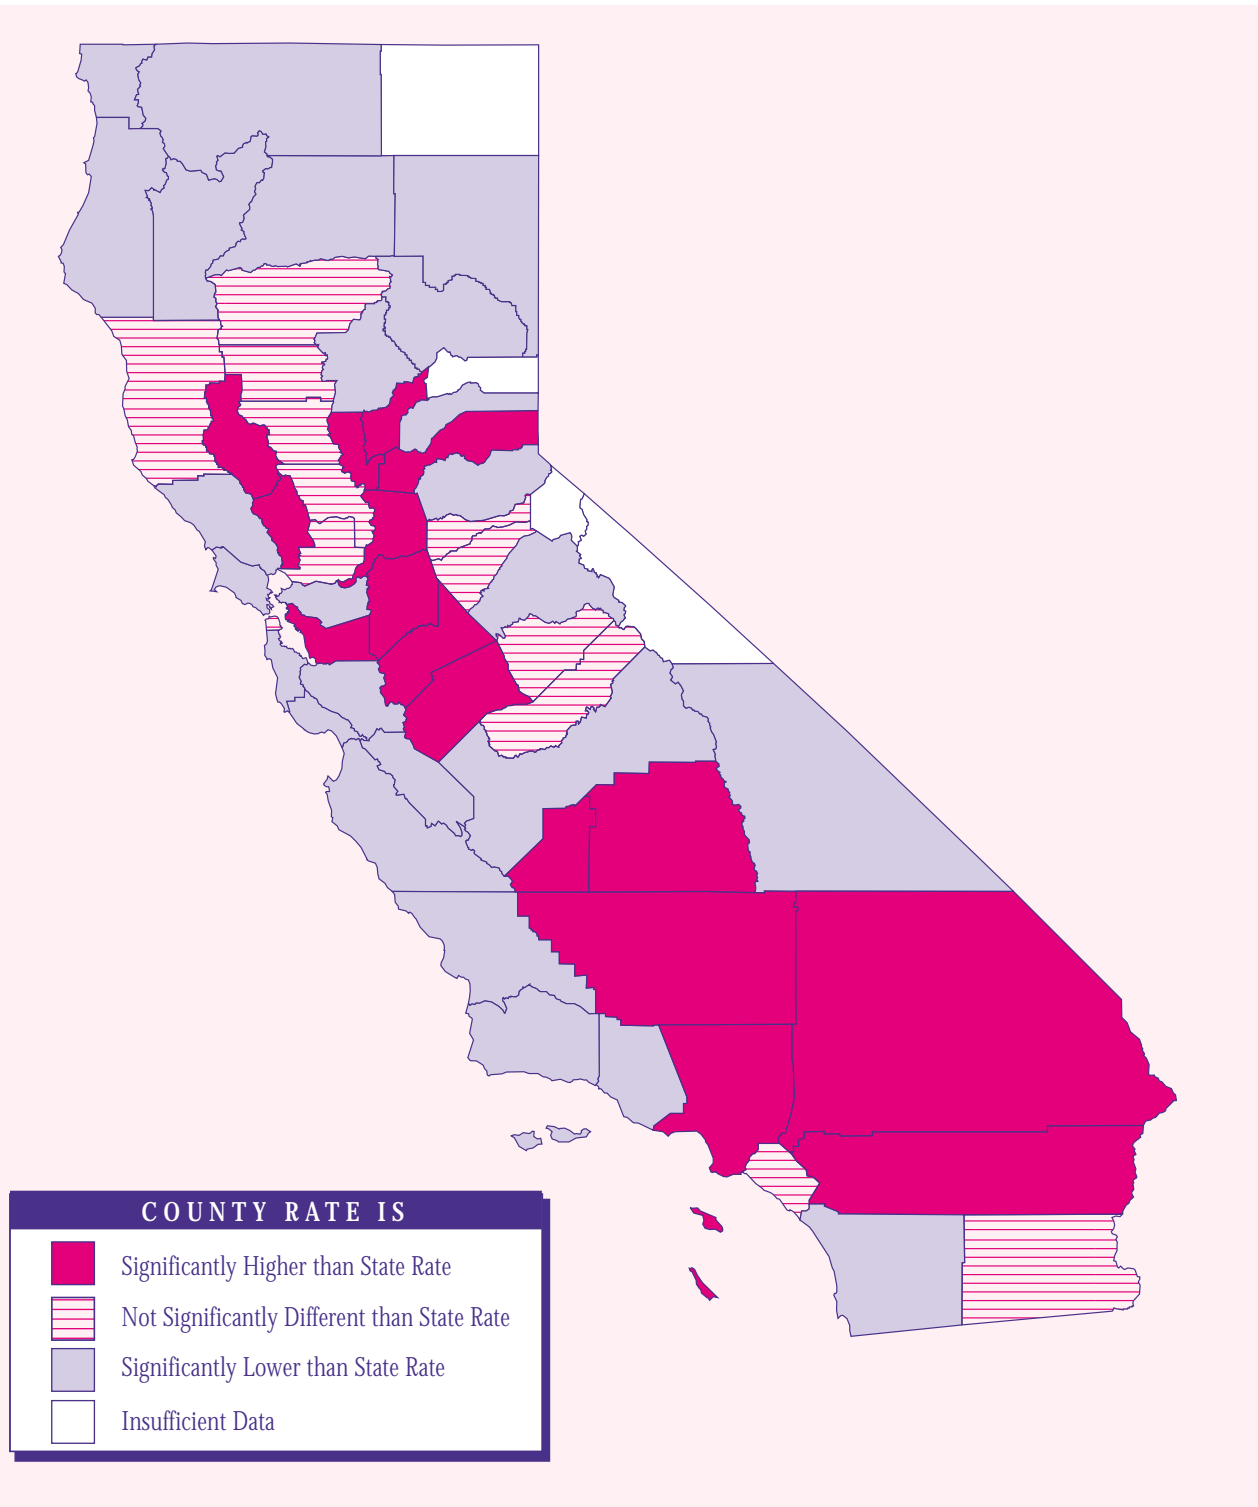 COUNTY RATE IS
Significantly Higher than State Rate
Not Significantly Different than State Rate
Significantly Lower than State Rate
Insufficient Data